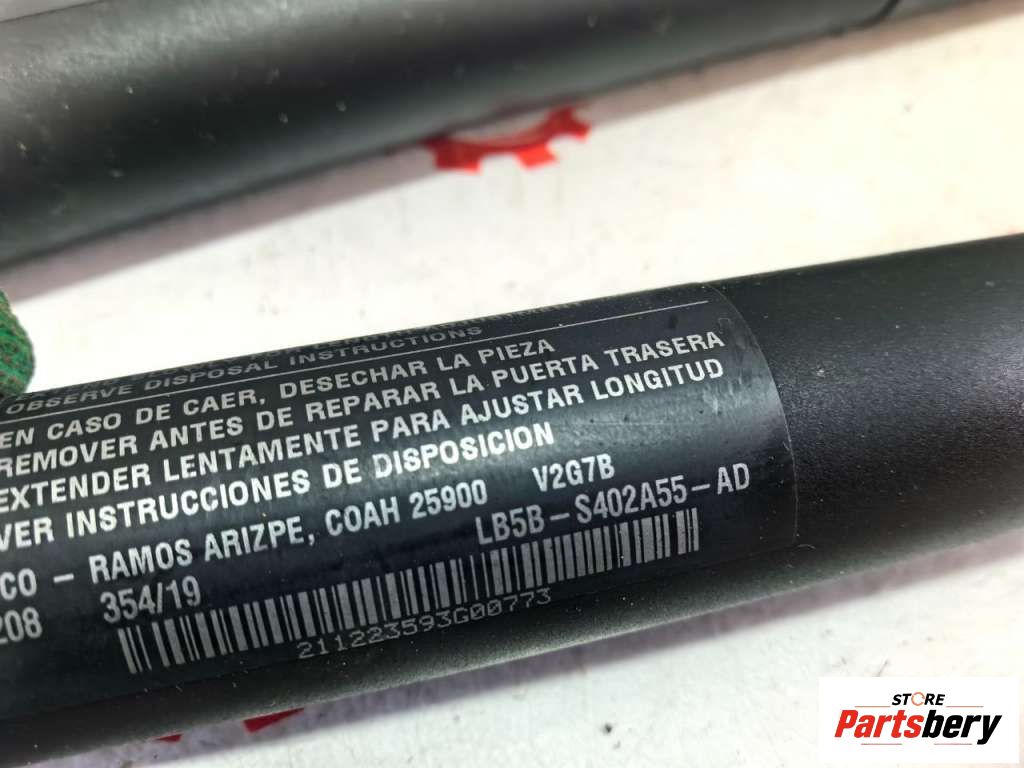 OBSERVE DISPOSAL INSTRUCTIONS
EN CASO DE CAER, DESECHAR LA PIEZA
REMOVER ANTES DE REPARAR LA PUERTA TRASERA
EXTENDER LENTAMENTE PARA AJUSTAR LONGITUD
VER INSTRUCCIONES DE DISPOSICION
CO - RAMOS ARIZPE, COAH 25900 V2G7B
208 354/19 LB5B-S402A55-AD
211223593G00773
STORE
Partsbery